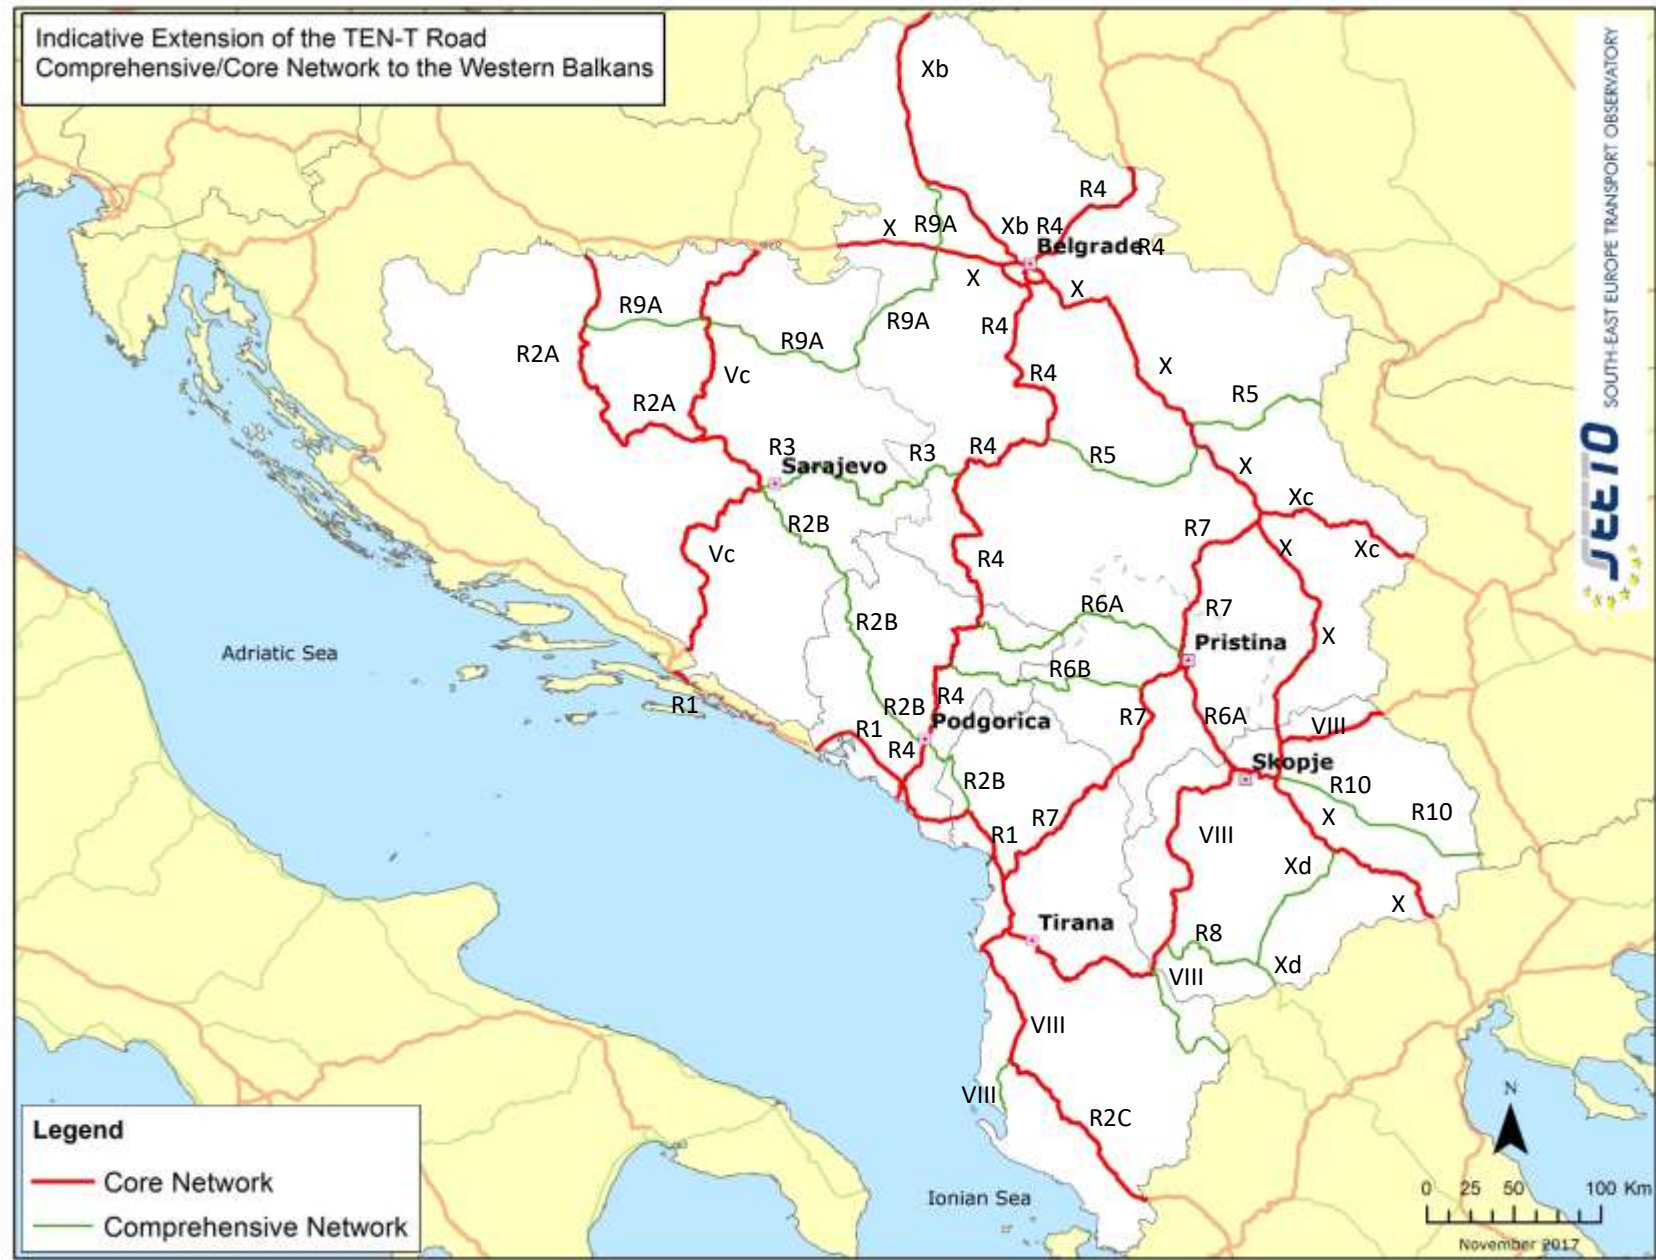 Indicative Extension of the TEN-T Road
Comprehensive/Core Network to the Western Balkans
SOUTH-EAST EUROPE TRANSPORT OBSERVATORY
SEETO
Xb
R4
R9A
X
Xb
R4
Belgrade
R4
X
X
R9A
R9A
R4
R9A
R2A
Vc
R4
X
R2A
R5
R3
Sarajevo
R3
R4
R5
X
Xc
R2B
R7
Vc
R4
X
Xc
R6A
R7
R2B
X
Pristina
R6B
R1
R4
R2B
R7
R6A
Podgorica
R1
VIII
R4
Skopje
R2B
R10
R10
R7
X
R1
VIII
Xd
X
Tirana
R8
Xd
VIII
VIII
VIII
R2C
Adriatic Sea
Ionian Sea
Legend
Core Network
Comprehensive Network
N
0 25 50 100 Km
November 2017